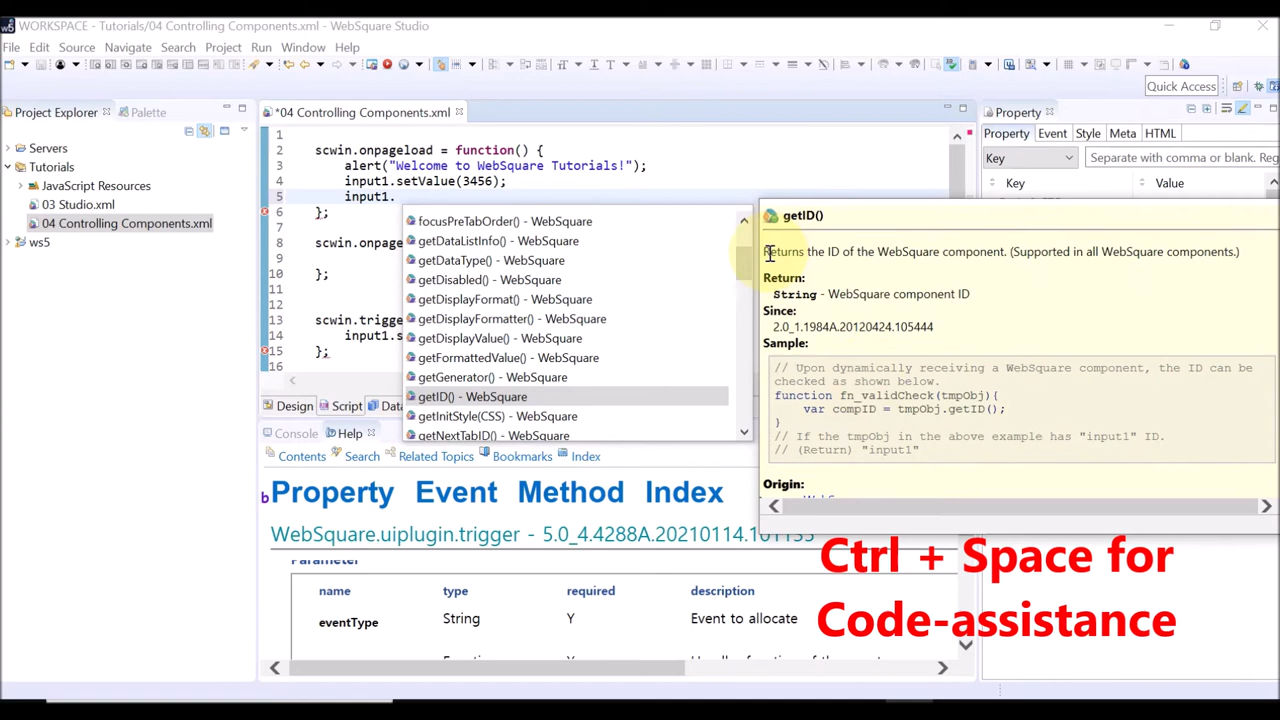 WORKSPACE - Tutorials/04 Controlling Components.xml - WebSquare Studio
File Edit Source Navigate Search Project Run Window Help
Quick Access
Project Explorer
Palette
*04 Controlling Components.xml
Property
Property Event Style Meta HTML
Key
Search with comma or blank. Reg
Key Value
Servers
Tutorials
JavaScript Resources
03 Studio.xml
04 Controlling Components.xml
ws5
1
2 scwin.onpageload = function() {
3 alert("Welcome to WebSquare Tutorials!");
4 input1.setValue(3456);
5 input1.
6 };
7
8 scwin.onpage
9
10 };
11
12
13 scwin.trigge
14 input1.s
15 };
16
focusPreTabOrder() - WebSquare
getDataListInfo() - WebSquare
getDataType() - WebSquare
getDisabled() - WebSquare
getDisplayFormat() - WebSquare
getDisplayFormatter() - WebSquare
getDisplayValue() - WebSquare
getFormattedValue() - WebSquare
getGenerator() - WebSquare
getID() - WebSquare
getInitStyle(CSS) - WebSquare
getNextTabID() - WebSquare
getID()
Returns the ID of the WebSquare component. (Supported in all WebSquare components.)
Return:
String - WebSquare component ID
Since:
2.0_1.1984A.20120424.105444
Sample:
// Upon dynamically receiving a WebSquare component, the ID can be
checked as shown below.
function fn_validCheck(tmpObj){
var compID = tmpObj.getID();
}
// If the tmpObj in the above example has "input1" ID.
// (Return) "input1"
Origin:
Design Script Dat
Console Help
Contents Search Related Topics Bookmarks Index
b Property Event Method Index
WebSquare.uiplugin.trigger - 5.0_4.4288A.20210114.101135
Parameter
name type required description
eventType String Y Event to allocate
Ctrl + Space for
Code-assistance